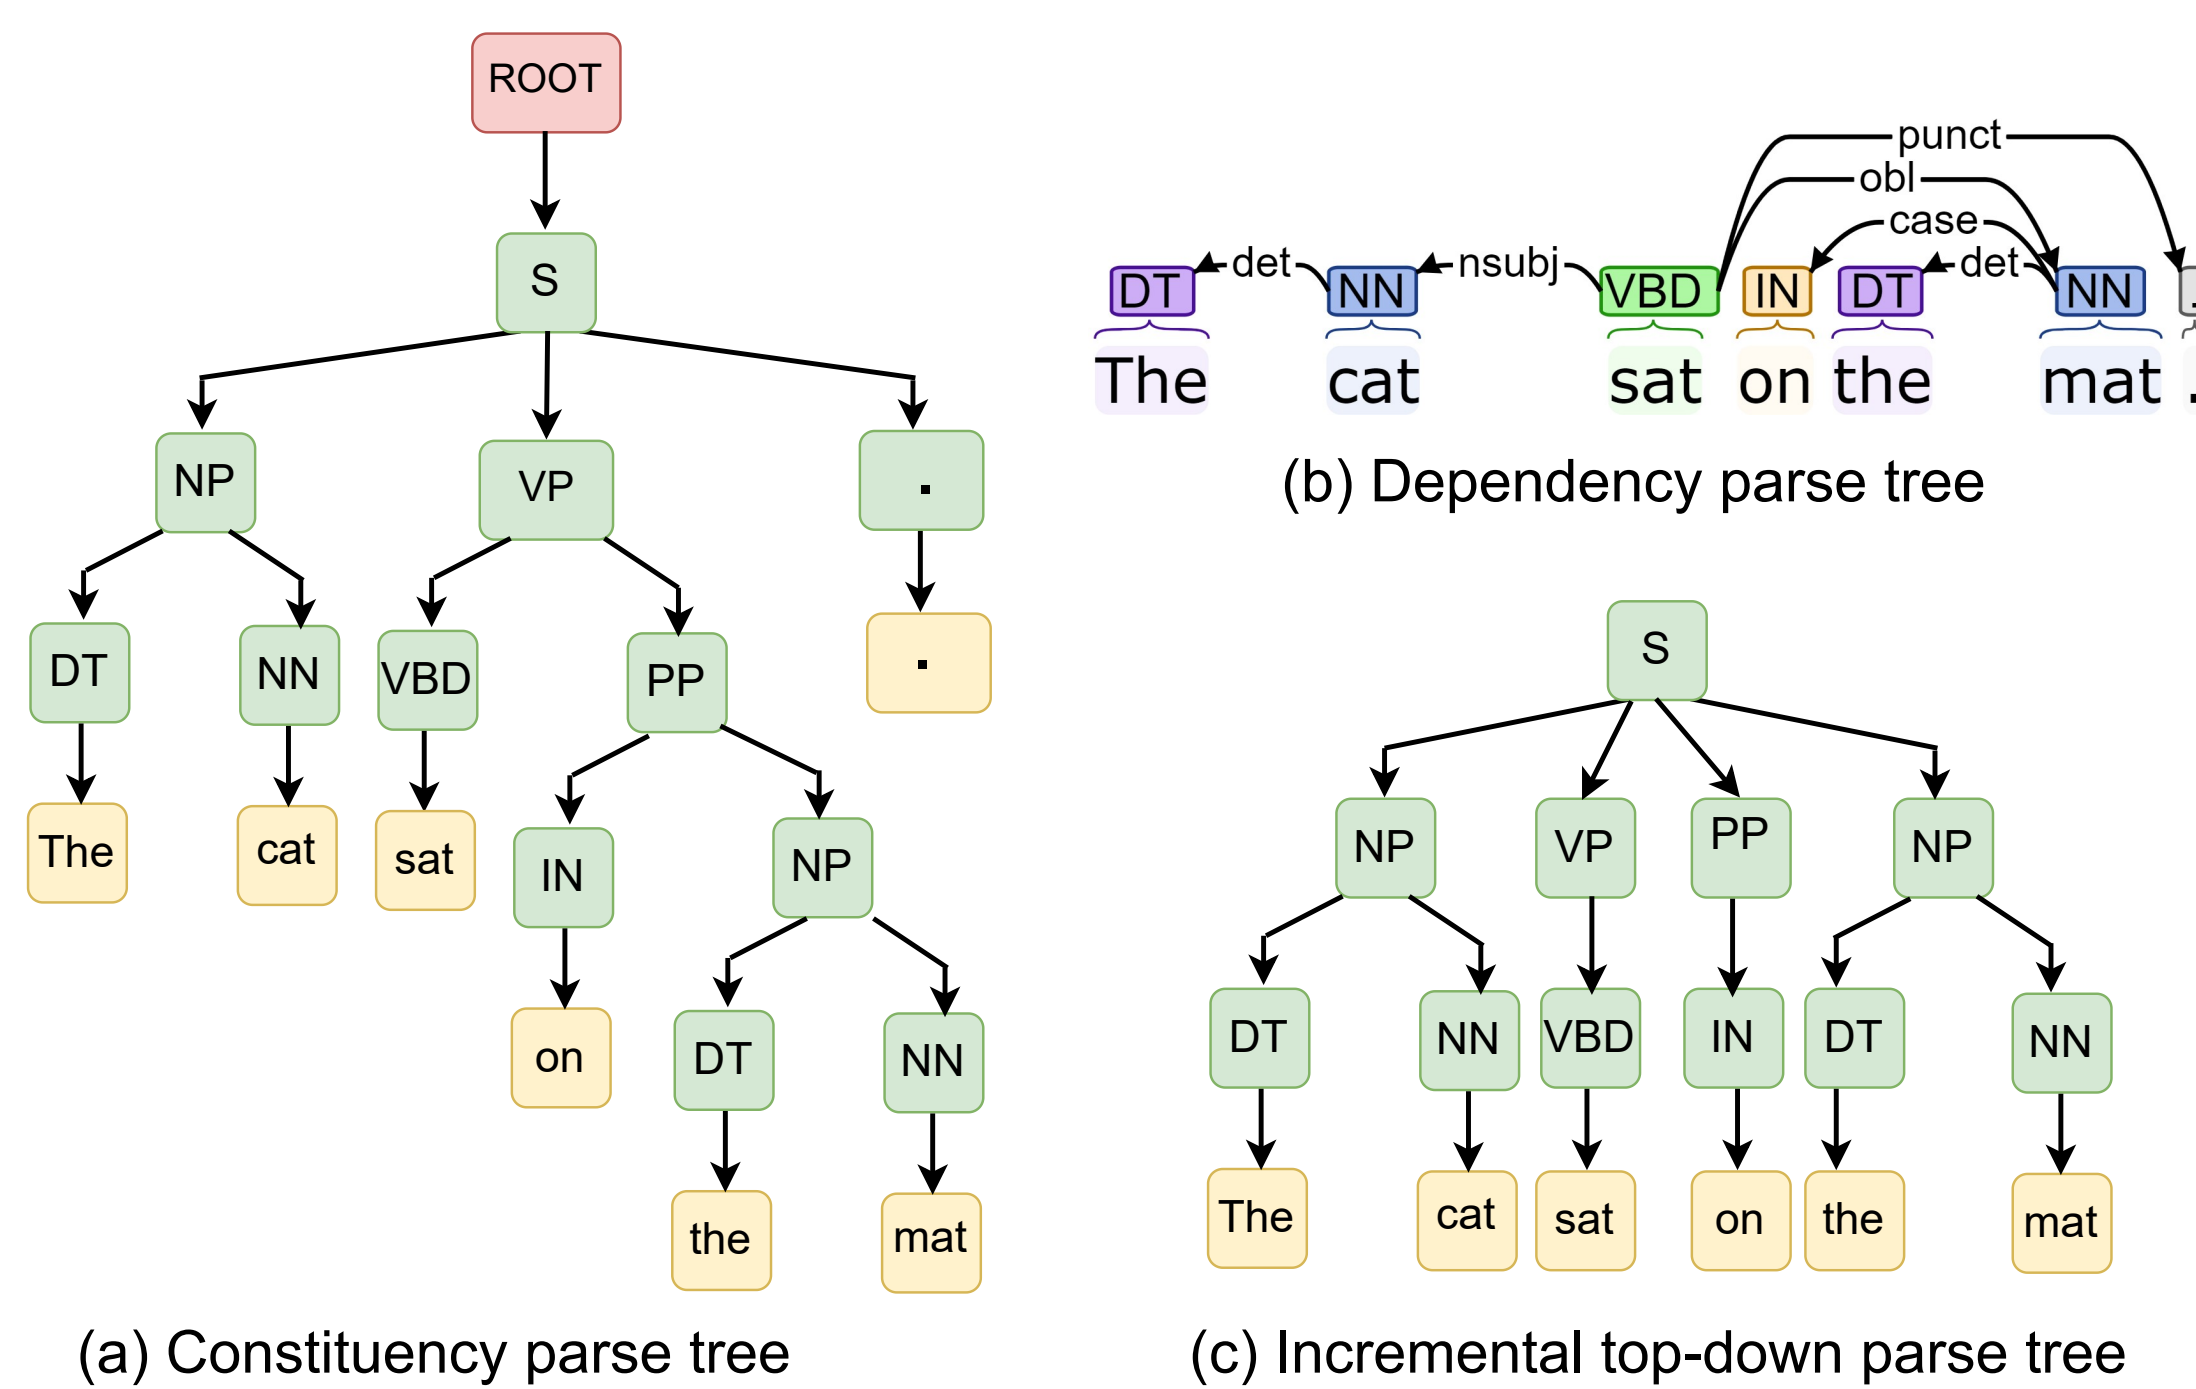 ROOT
S
NP VP .
DT NN VBD PP .
The cat sat IN NP
on DT NN
the mat
(a) Constituency parse tree
punct
obl
case
det nsubj det
DT NN VBD IN DT NN .
The cat sat on the mat .
(b) Dependency parse tree
S
NP VP PP NP
DT NN VBD IN DT NN
The cat sat on the mat
(c) Incremental top-down parse tree